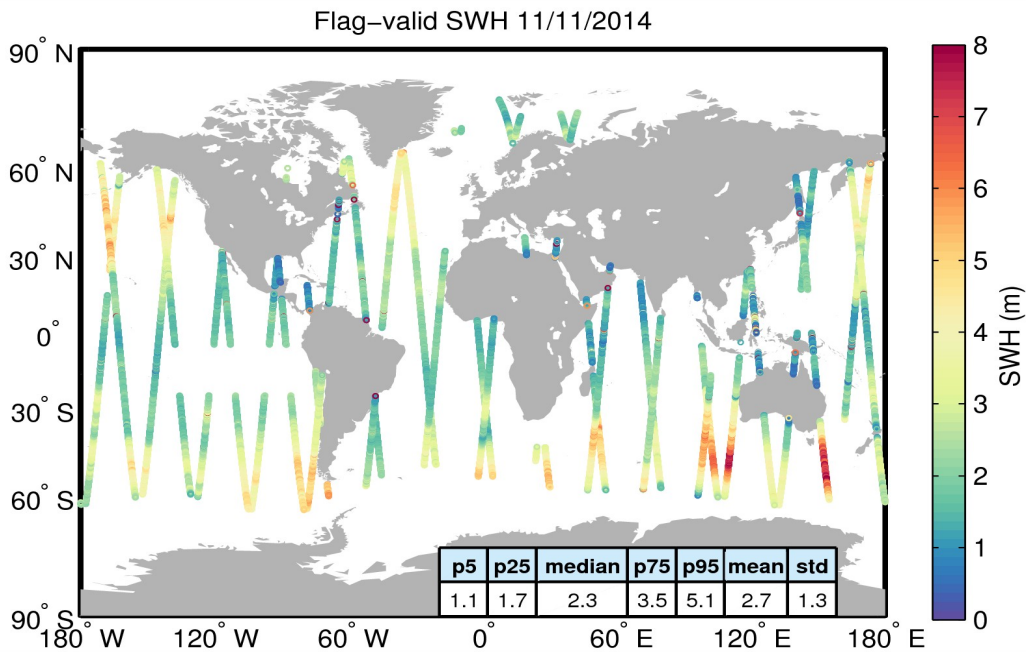 Flag−valid SWH 11/11/2014
90° N
60° N
30° N
0°
30° S
60° S
90° S
180° W
120° W
60° W
0°
60° E
120° E
180° E
p5 p25 median p75 p95 mean std
1.1 1.7 2.3 3.5 5.1 2.7 1.3
8
7
6
5
4
3
2
1
0
SWH (m)